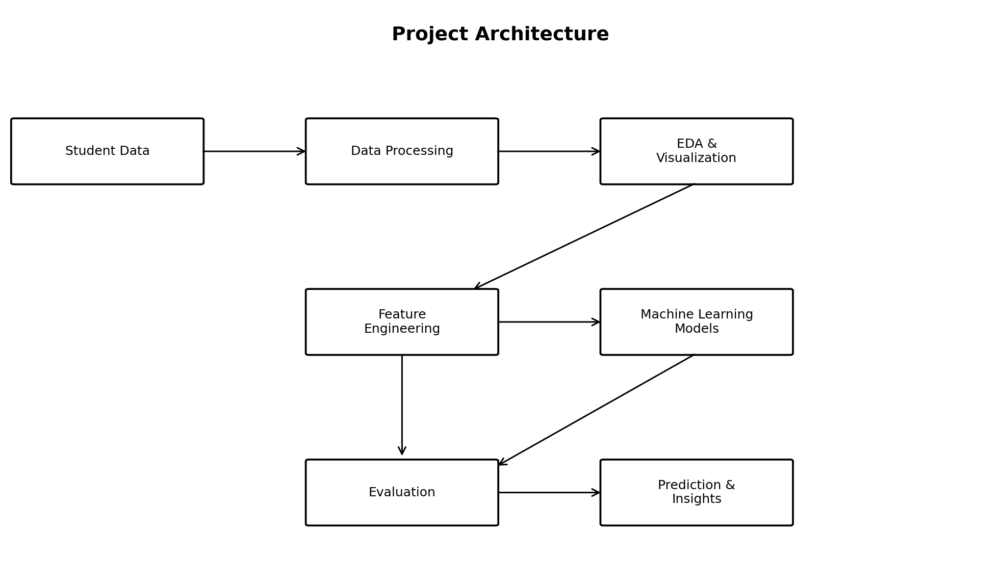 Project Architecture
Student Data
Data Processing
EDA &
Visualization
Feature
Engineering
Machine Learning
Models
Evaluation
Prediction &
Insights